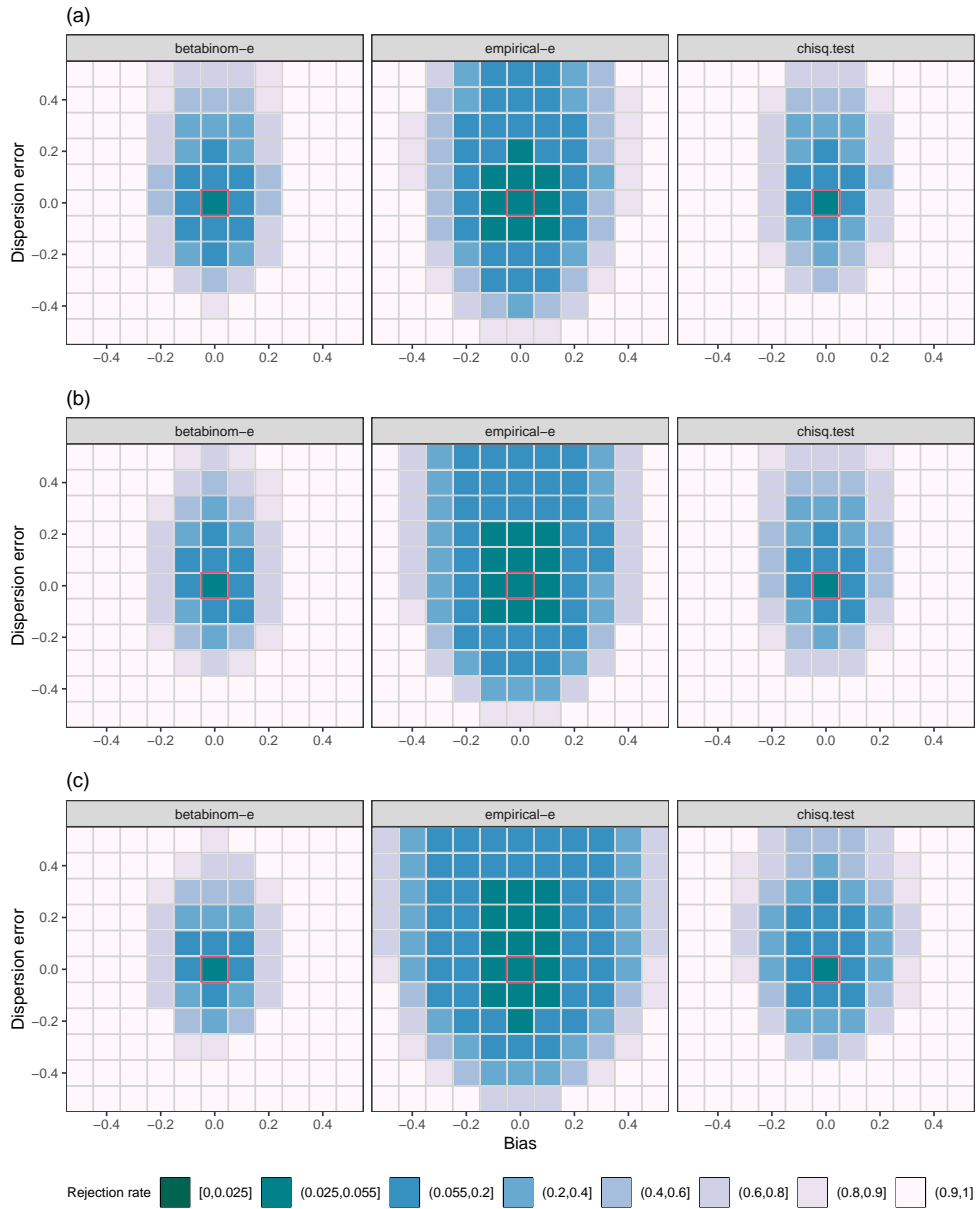 (a)
betabinom−e empirical−e chisq.test
0.4
0.2
0.0
−0.2
−0.4
Dispersion error
−0.4 −0.2 0.0 0.2 0.4 −0.4 −0.2 0.0 0.2 0.4 −0.4 −0.2 0.0 0.2 0.4
(b)
betabinom−e empirical−e chisq.test
0.4
0.2
0.0
−0.2
−0.4
Dispersion error
−0.4 −0.2 0.0 0.2 0.4 −0.4 −0.2 0.0 0.2 0.4 −0.4 −0.2 0.0 0.2 0.4
(c)
betabinom−e empirical−e chisq.test
0.4
0.2
0.0
−0.2
−0.4
Dispersion error
−0.4 −0.2 0.0 0.2 0.4 −0.4 −0.2 0.0 0.2 0.4 −0.4 −0.2 0.0 0.2 0.4
Bias
Rejection rate [0,0.025] (0.025,0.055] (0.055,0.2] (0.2,0.4] (0.4,0.6] (0.6,0.8] (0.8,0.9] (0.9,1]